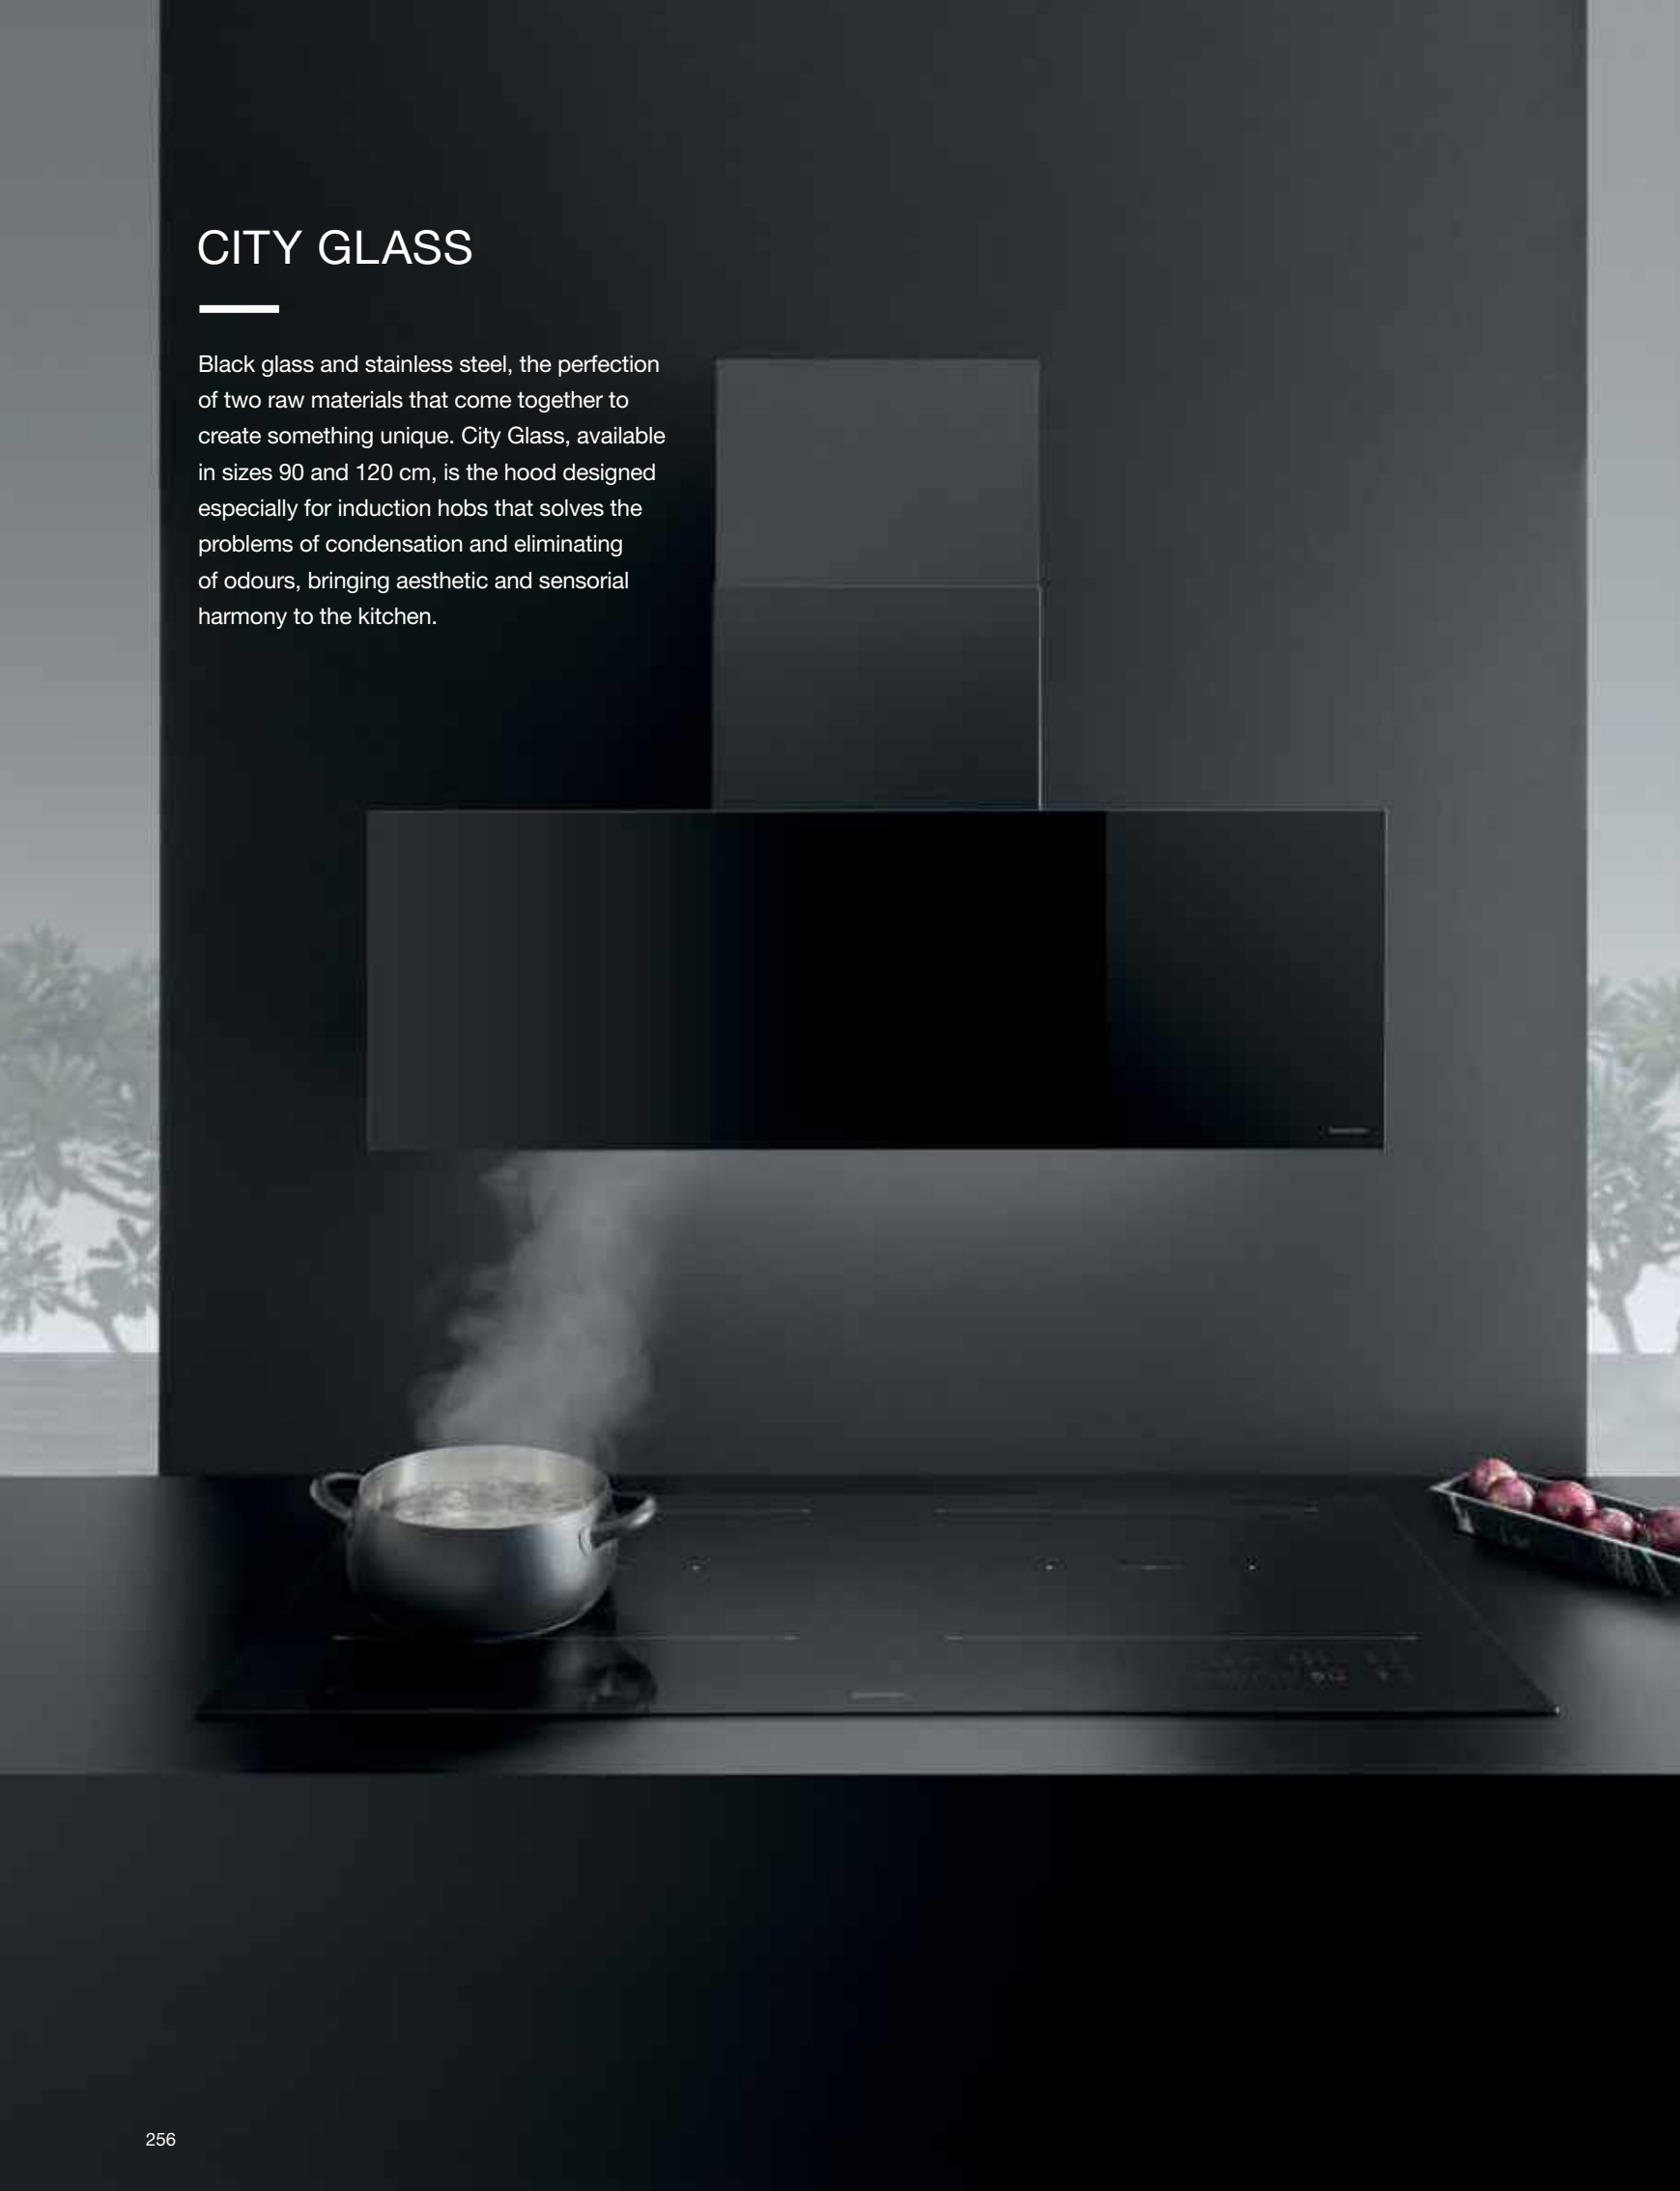 CITY GLASS
Black glass and stainless steel, the perfection
of two raw materials that come together to
create something unique. City Glass, available
in sizes 90 and 120 cm, is the hood designed
especially for induction hobs that solves the
problems of condensation and eliminating
of odours, bringing aesthetic and sensorial
harmony to the kitchen.
256